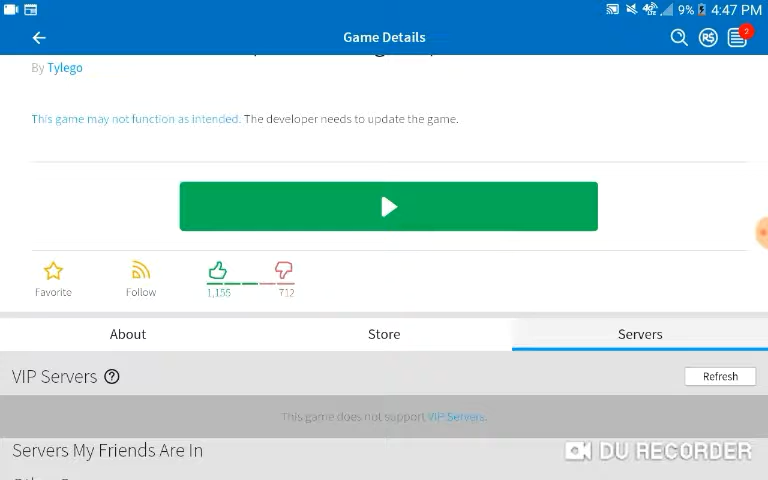 9% 4:47 PM
Game Details
R$
2
By Tylego
This game may not function as intended. The developer needs to update the game.
Favorite
Follow
1,155
712
About
Store
Servers
VIP Servers ?
Refresh
This game does not support VIP Servers.
Servers My Friends Are In
DU RECORDER